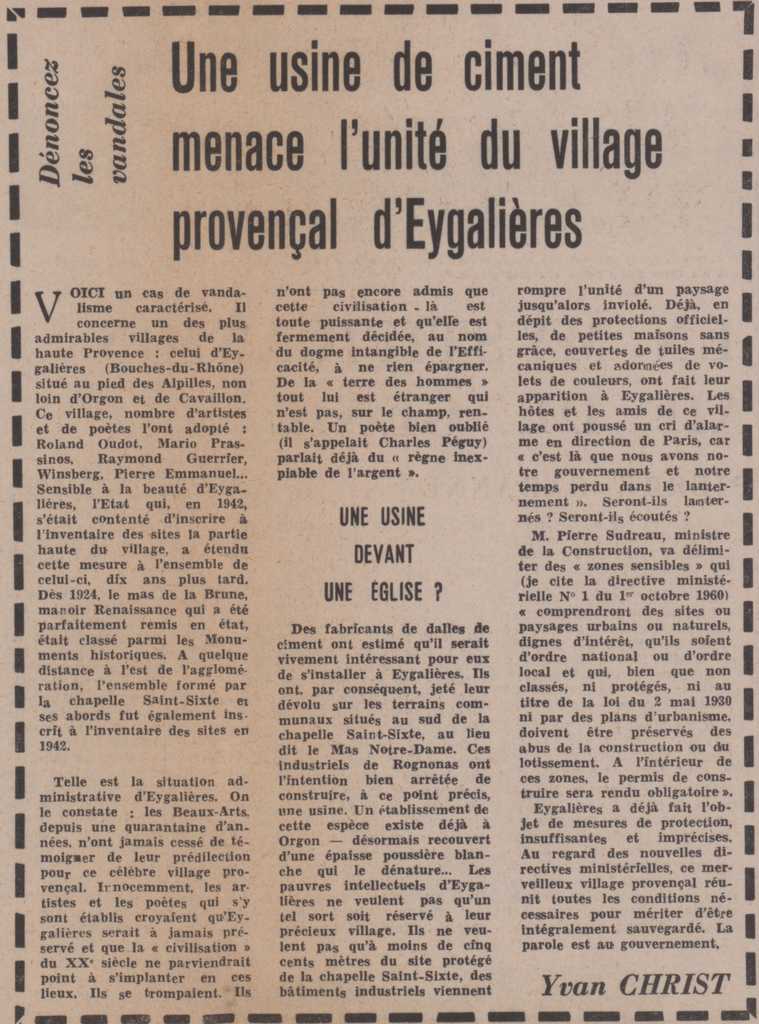 Dénoncez
les
vandales
Une usine de ciment
menace l'unité du village
provençal d'Eygalières
VOICI un cas de vanda-
lisme caractérisé. Il
concerne un des plus
admirables villages de la
haute Provence : celui d'Ey-
galières (Bouches-du-Rhône)
situé au pied des Alpilles, non
loin d'Orgon et de Cavaillon.
Ce village, nombre d'artistes
et de poètes l'ont adopté :
Roland Oudot, Mario Pras-
sinos, Raymond Guerrier,
Winsberg, Pierre Emmanuel...
Sensible à la beauté d'Eyga-
lières, l'Etat qui, en 1942,
s'était contenté d'inscrire à
l'inventaire des sites la partie
haute du village, a étendu
cette mesure à l'ensemble de
celui-ci, dix ans plus tard.
Dès 1924, le mas de la Brune,
manoir Renaissance qui a été
parfaitement remis en état,
était classé parmi les Monu-
ments historiques. A quelque
distance à l'est de l'agglomé-
ration, l'ensemble formé par
la chapelle Saint-Sixte et
ses abords fut également ins-
crit à l'inventaire des sites en
1942.
Telle est la situation ad-
ministrative d'Eygalières. On
le constate : les Beaux-Arts,
depuis une quarantaine d'an-
nées, n'ont jamais cessé de té-
moigner de leur prédilection
pour ce célèbre village pro-
vençal. Innocemment, les ar-
tistes et les poètes qui s'y
sont établis croyaient qu'Ey-
galières serait à jamais pré-
servé et que la « civilisation »
du XXe siècle ne parviendrait
point à s'implanter en ces
lieux. Ils se trompaient. Ils
n'ont pas encore admis que
cette civilisation - là est
toute puissante et qu'elle est
fermement décidée, au nom
du dogme intangible de l'Effi-
cacité, à ne rien épargner.
De la « terre des hommes »
tout lui est étranger qui
n'est pas, sur le champ, ren-
table. Un poète bien oublié
(il s'appelait Charles Péguy)
parlait déjà du « règne inex-
piable de l'argent ».
UNE USINE
DEVANT
UNE EGLISE ?
Des fabricants de dalles de
ciment ont estimé qu'il serait
vivement intéressant pour eux
de s'installer à Eygalières. Ils
ont, par conséquent, jeté leur
dévolu sur les terrains com-
munaux situés au sud de la
chapelle Saint-Sixte, au lieu
dit le Mas Notre-Dame. Ces
industriels de Rognonas ont
l'intention bien arrêtée de
construire, à ce point précis,
une usine. Un établissement de
cette espèce existe déjà à
Orgon — désormais recouvert
d'une épaisse poussière blan-
che qui le dénature... Les
pauvres intellectuels d'Eyga-
lières ne veulent pas qu'un
tel sort soit réservé à leur
précieux village. Ils ne veu-
lent pas qu'à moins de cinq
cents mètres du site protégé
de la chapelle Saint-Sixte, des
bâtiments industriels viennent
rompre l'unité d'un paysage
jusqu'alors inviolé. Déjà, en
dépit des protections officiel-
les, de petites maisons sans
grâce, couvertes de tuiles mé-
caniques et adornées de vo-
lets de couleurs, ont fait leur
apparition à Eygalières. Les
hôtes et les amis de ce vil-
lage ont poussé un cri d'alar-
me en direction de Paris, car
« c'est là que nous avons no-
tre gouvernement et notre
temps perdu dans le lanter-
nement ». Seront-ils lanter-
nés ? Seront-ils écoutés ?
M. Pierre Sudreau, ministre
de la Construction, va délimi-
ter des « zones sensibles » qui
(je cite la directive ministé-
rielle N° 1 du 1er octobre 1960)
« comprendront des sites ou
paysages urbains ou naturels,
dignes d'intérêt, qu'ils soient
d'ordre national ou d'ordre
local et qui, bien que non
classés, ni protégés, ni au
titre de la loi du 2 mai 1930
ni par des plans d'urbanisme,
doivent être préservés des
abus de la construction ou du
lotissement. A l'intérieur de
ces zones, le permis de cons-
truire sera rendu obligatoire ».
Eygalières a déjà fait l'ob-
jet de mesures de protection,
insuffisantes et imprécises.
Au regard des nouvelles di-
rectives ministérielles, ce mer-
veilleux village provençal réu-
nit toutes les conditions né-
cessaires pour mériter d'être
intégralement sauvegardé. La
parole est au gouvernement.
Yvan CHRIST